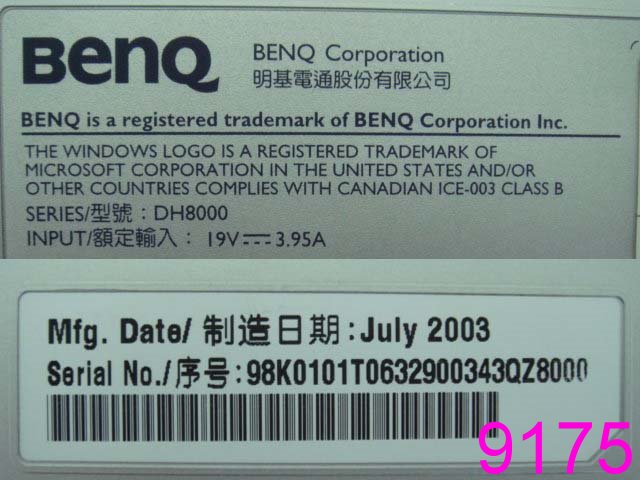 BenQ
BENQ Corporation
明基電通股份有限公司
BENQ is a registered trademark of BENQ Corporation Inc.
THE WINDOWS LOGO IS A REGISTERED TRADEMARK OF
MICROSOFT CORPORATION IN THE UNITED STATES AND/OR
OTHER COUNTRIES COMPLIES WITH CANADIAN ICE-003 CLASS B
SERIES/型號：DH8000
INPUT/額定輸入： 19V⎓3.95A
Mfg. Date/ 制造日期:July 2003
Serial No./序号:98K0101T0632900343QZ8000
9175